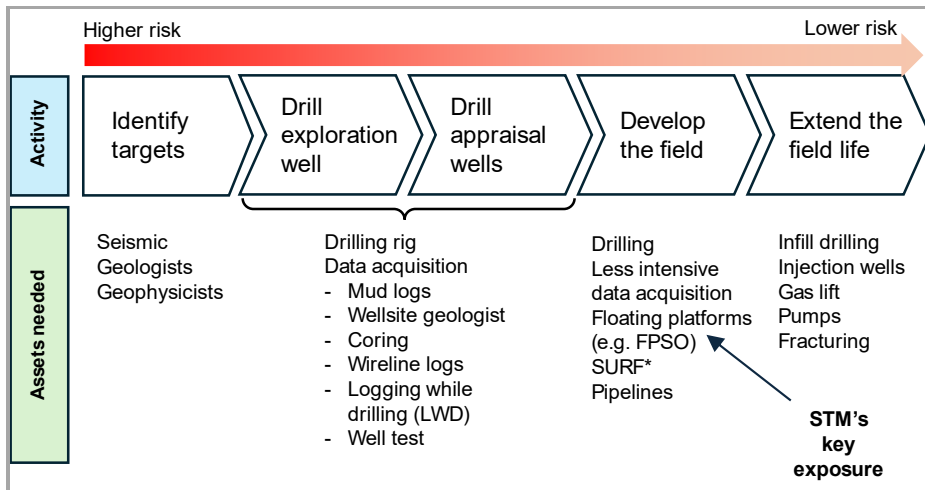 Higher risk
Lower risk
Activity
Identify
targets
Drill
exploration
well
Drill
appraisal
wells
Develop
the field
Extend the
field life
Assets needed
Seismic
Geologists
Geophysicists
Drilling rig
Data acquisition
- Mud logs
- Wellsite geologist
- Coring
- Wireline logs
- Logging while
drilling (LWD)
- Well test
Drilling
Less intensive
data acquisition
Floating platforms
(e.g. FPSO)
SURF*
Pipelines
Infill drilling
Injection wells
Gas lift
Pumps
Fracturing
STM's
key
exposure